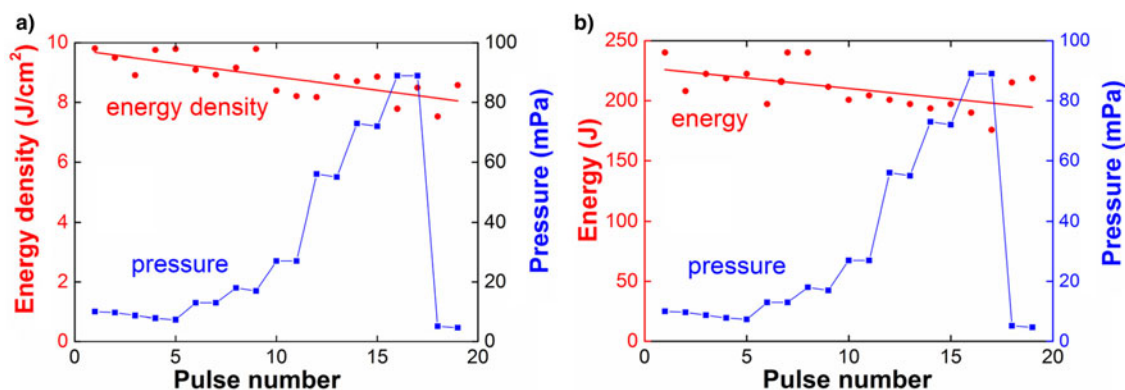 a)
Energy density (J/cm²)
10
8
6
4
2
0
energy density
pressure
100
80
60
40
20
0
Pressure (mPa)
0 5 10 15 20
Pulse number
b)
Energy (J)
250
200
150
100
50
0
energy
pressure
100
80
60
40
20
0
Pressure (mPa)
0 5 10 15 20
Pulse number